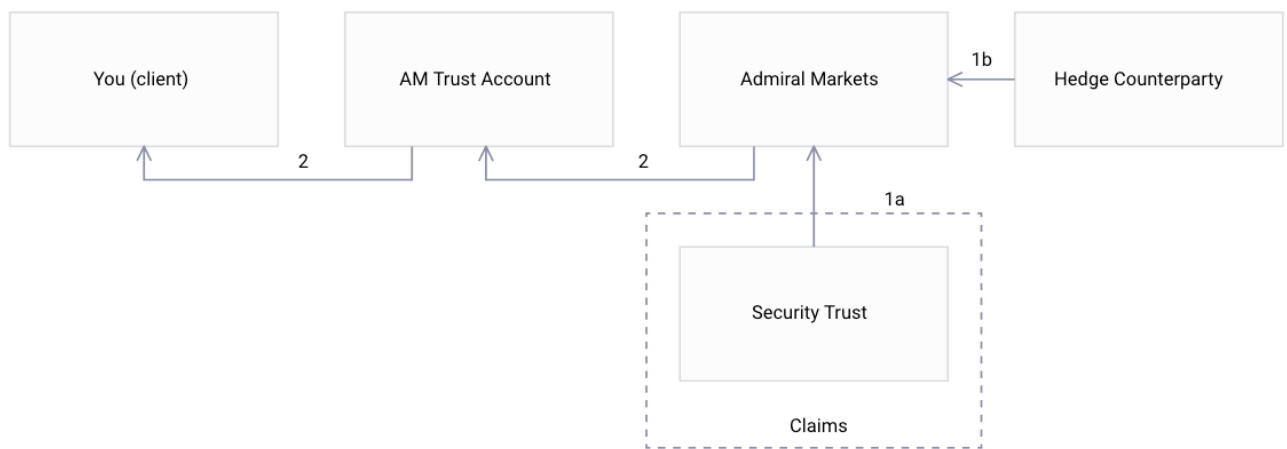 You (client)
AM Trust Account
Admiral Markets
1b
Hedge Counterparty
2
2
1a
Security Trust
Claims